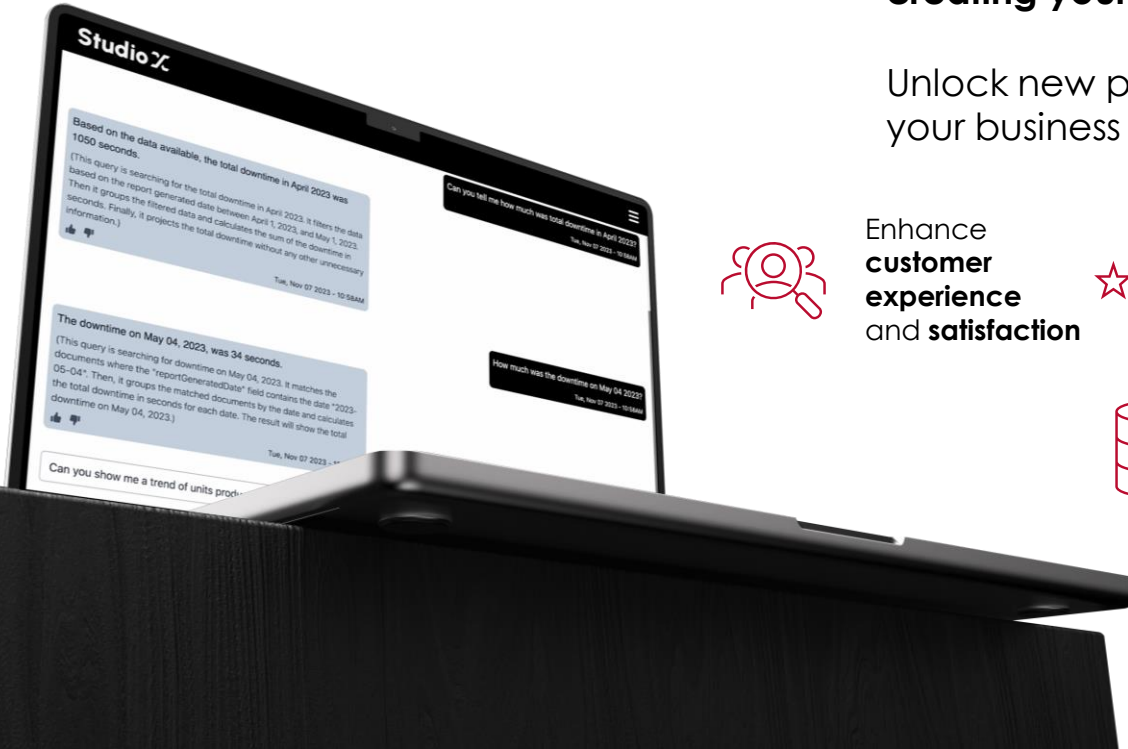 Creating your
Unlock new p
your business
Studio X
Based on the data available, the total downtime in April 2023 was
1050 seconds.
(This query is searching for the total downtime in April 2023. It filters the data
based on the report generated date between April 1, 2023, and May 1, 2023.
Then it groups the filtered data and calculates the sum of the downtime in
seconds. Finally, it projects the total downtime without any other unnecessary
information.)
Tue, Nov 07 2023 - 10:58AM
Can you tell me how much was total downtime in April 2023?
Tue, Nov 07 2023 - 10:58AM
The downtime on May 04, 2023, was 34 seconds.
(This query is searching for downtime on May 04, 2023. It matches the
documents where the "reportGeneratedDate" field contains the date "2023-
05-04". Then, it groups the matched documents by the date and calculates
the total downtime in seconds for each date. The result will show the total
downtime on May 04, 2023.)
Tue, Nov 07 2023 -
How much was the downtime on May 04 2023?
Tue, Nov 07 2023 - 10:58AM
Can you show me a trend of units produ
Enhance
customer
experience
and satisfaction